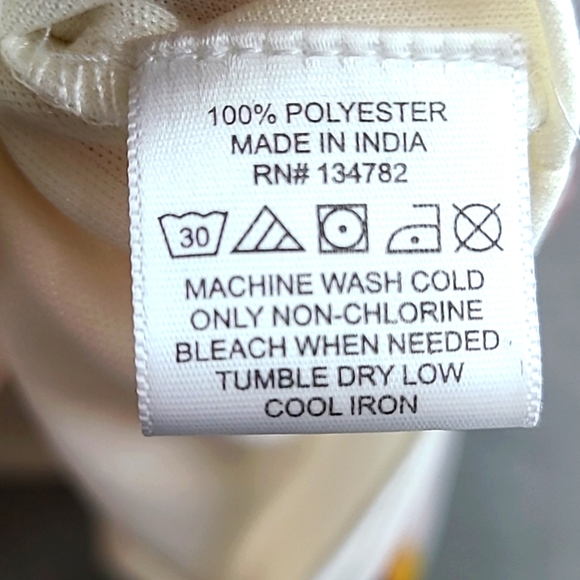 100% POLYESTER
MADE IN INDIA
RN# 134782
30
MACHINE WASH COLD
ONLY NON-CHLORINE
BLEACH WHEN NEEDED
TUMBLE DRY LOW
COOL IRON